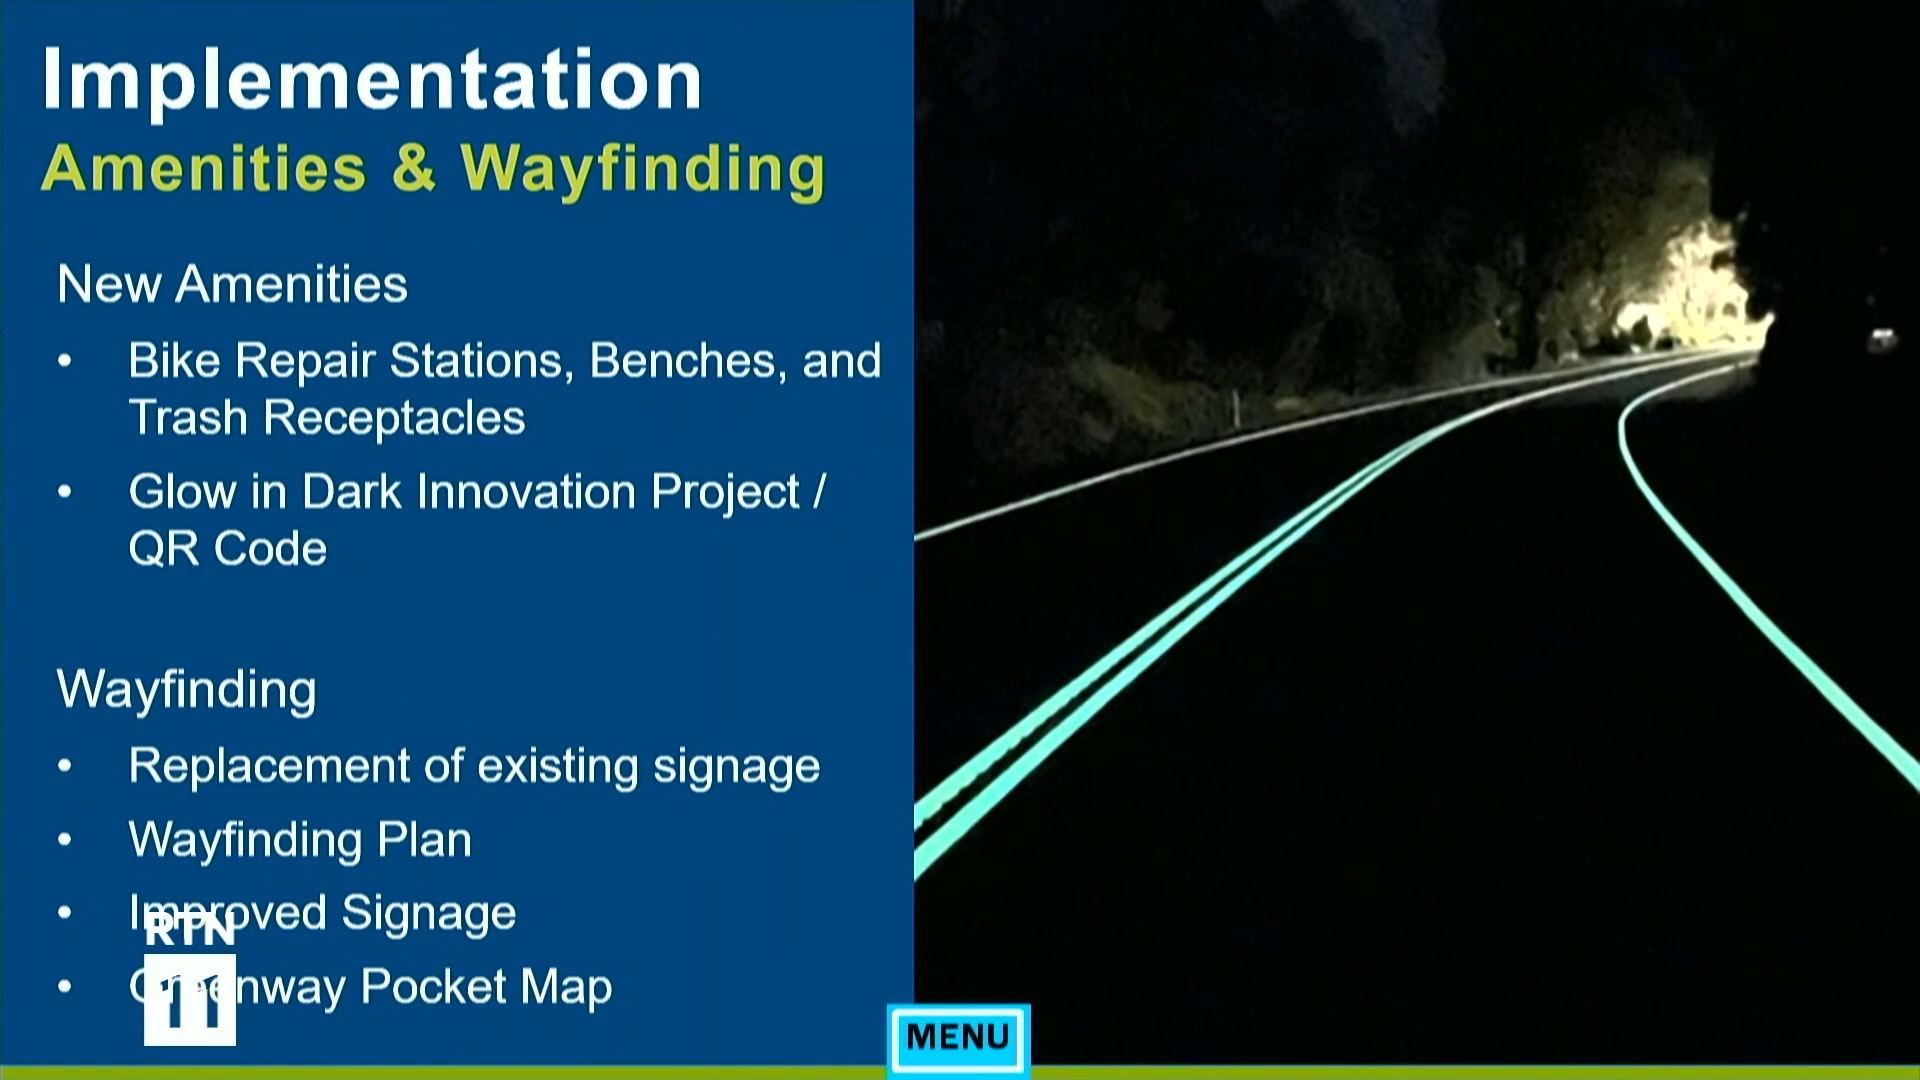 Implementation
Amenities & Wayfinding
New Amenities
• Bike Repair Stations, Benches, and
Trash Receptacles
• Glow in Dark Innovation Project /
QR Code
Wayfinding
• Replacement of existing signage
• Wayfinding Plan
• Improved Signage
• Greenway Pocket Map
RTN
11
MENU